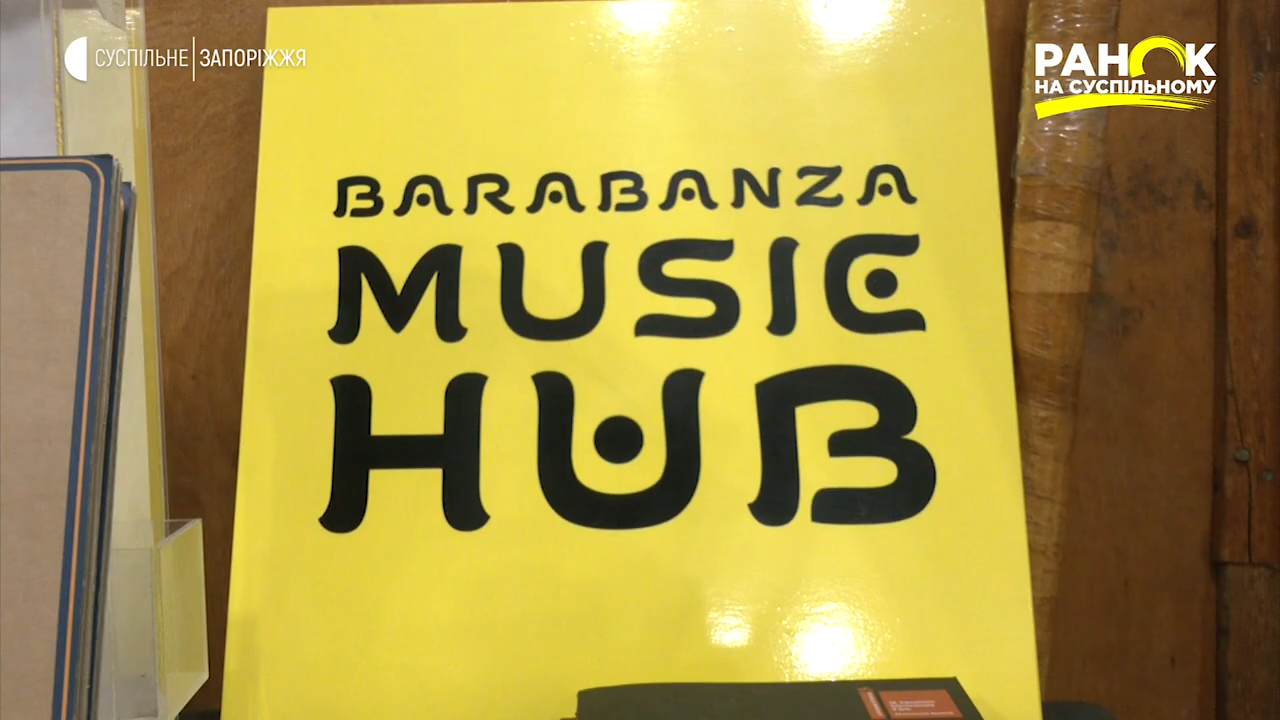 СУСПІЛЬНЕ ЗАПОРІЖЖЯ
РАНОК
НА СУСПІЛЬНОМУ
BARABANZA
MUSIC
HUB